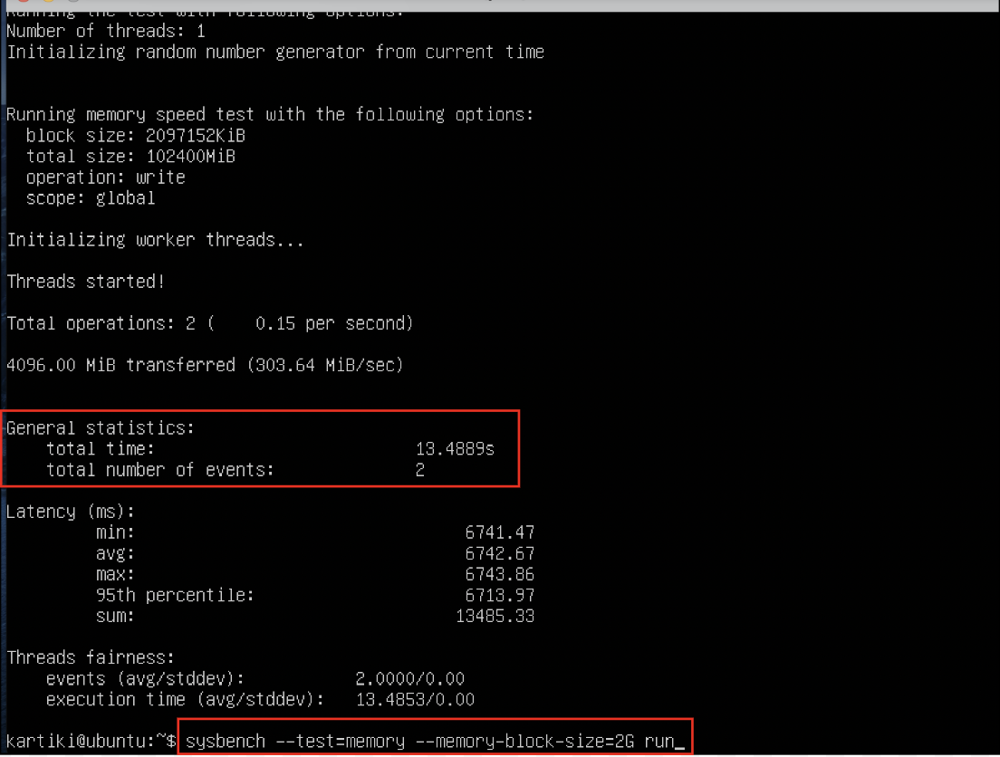 Running the test with following options:
Number of threads: 1
Initializing random number generator from current time
Running memory speed test with the following options:
block size: 2097152KiB
total size: 102400MiB
operation: write
scope: global
Initializing worker threads...
Threads started!
Total operations: 2 (    0.15 per second)
4096.00 MiB transferred (303.64 MiB/sec)
General statistics:
total time: 13.4889s
total number of events: 2
Latency (ms):
min: 6741.47
avg: 6742.67
max: 6743.86
95th percentile: 6713.97
sum: 13485.33
Threads fairness:
events (avg/stddev): 2.0000/0.00
execution time (avg/stddev): 13.4853/0.00
kartiki@ubuntu:~$ sysbench --test=memory --memory-block-size=2G run_